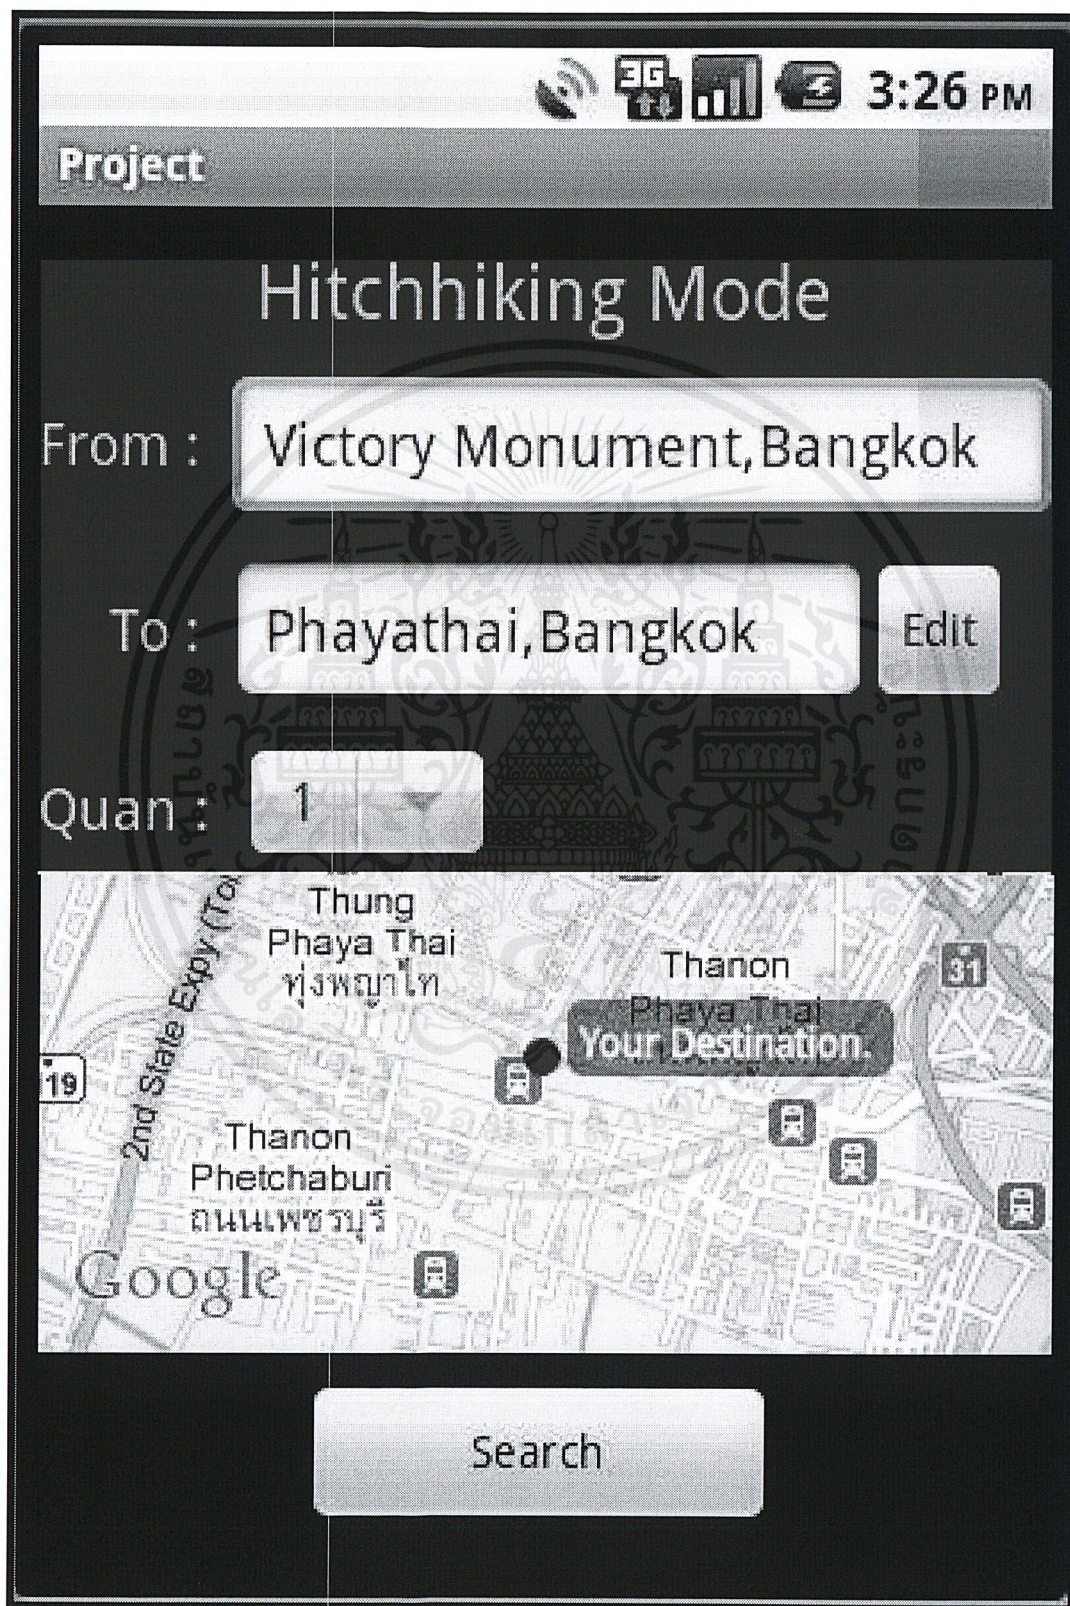 3G 3:26 PM
Project
Hitchhiking Mode
From : Victory Monument,Bangkok
To : Phayathai,Bangkok Edit
Quan : 1
Thung
Phaya Thai
ทุ่งพญาไท
2nd State Expy (To
Thanon
Phaya Thai
31
Your Destination.
19
Thanon
Phetchaburi
ถนนเพชรบุรี
Google
Search